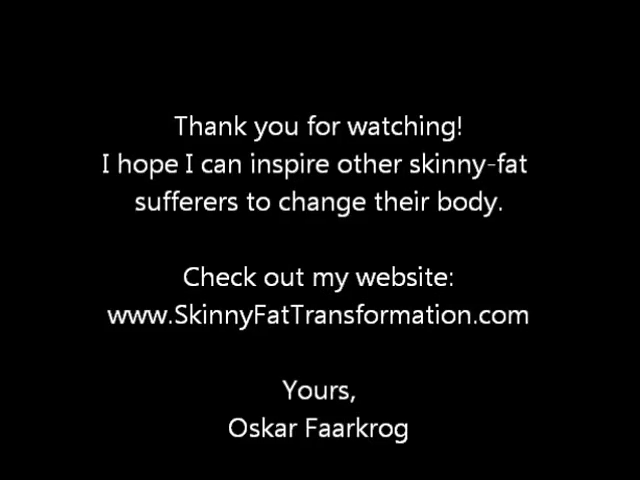 Thank you for watching!
I hope I can inspire other skinny-fat
sufferers to change their body.
Check out my website:
www.SkinnyFatTransformation.com
Yours,
Oskar Faarkrog